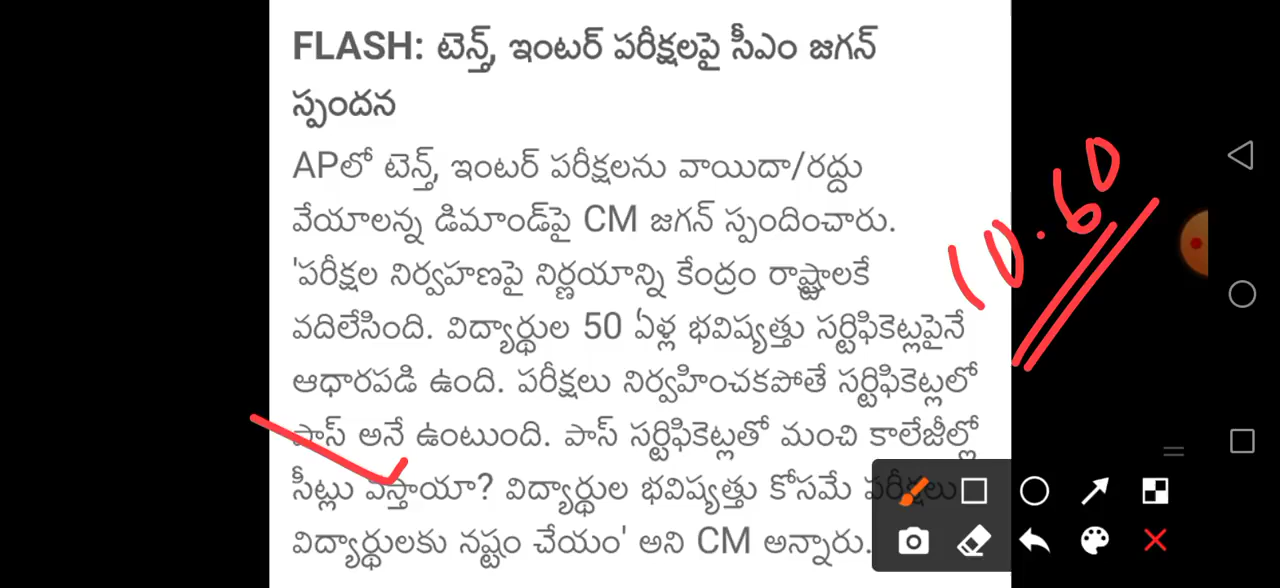 FLASH: టెన్త్, ఇంటర్ పరీక్షలపై సీఎం జగన్
స్పందన
APలో టెన్త్, ఇంటర్ పరీక్షలను వాయిదా/రద్దు
వేయాలన్న డిమాండ్‌పై CM జగన్ స్పందించారు.
'పరీక్షల నిర్వహణపై నిర్ణయాన్ని కేంద్రం రాష్ట్రాలకే
వదిలేసింది. విద్యార్థుల 50 ఏళ్ల భవిష్యత్తు సర్టిఫికెట్లపైనే
ఆధారపడి ఉంది. పరీక్షలు నిర్వహించకపోతే సర్టిఫికెట్లలో
పాస్ అనే ఉంటుంది. పాస్ సర్టిఫికెట్లతో మంచి కాలేజీల్లో
సీట్లు విస్తాయా? విద్యార్థుల భవిష్యత్తు కోసమే పరీక్షలు
విద్యార్థులకు నష్టం చేయం' అని CM అన్నారు.
10.60